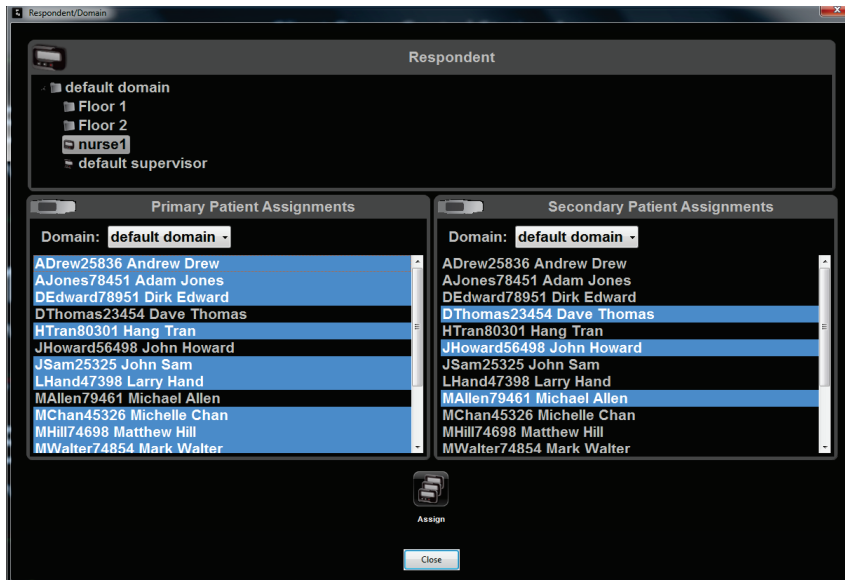 Respondent/Domain
Respondent
default domain
Floor 1
Floor 2
nurse1
default supervisor
Primary Patient Assignments
Domain: default domain
ADrew25836 Andrew Drew
AJones78451 Adam Jones
DEdward78951 Dirk Edward
DThomas23454 Dave Thomas
HTran80301 Hang Tran
JHoward56498 John Howard
JSam25325 John Sam
LHand47398 Larry Hand
MAllen79461 Michael Allen
MChan45326 Michelle Chan
MHill74698 Matthew Hill
MWalter74854 Mark Walter
Secondary Patient Assignments
Domain: default domain
ADrew25836 Andrew Drew
AJones78451 Adam Jones
DEdward78951 Dirk Edward
DThomas23454 Dave Thomas
HTran80301 Hang Tran
JHoward56498 John Howard
JSam25325 John Sam
LHand47398 Larry Hand
MAllen79461 Michael Allen
MChan45326 Michelle Chan
MHill74698 Matthew Hill
MWalter74854 Mark Walter
Assign
Close